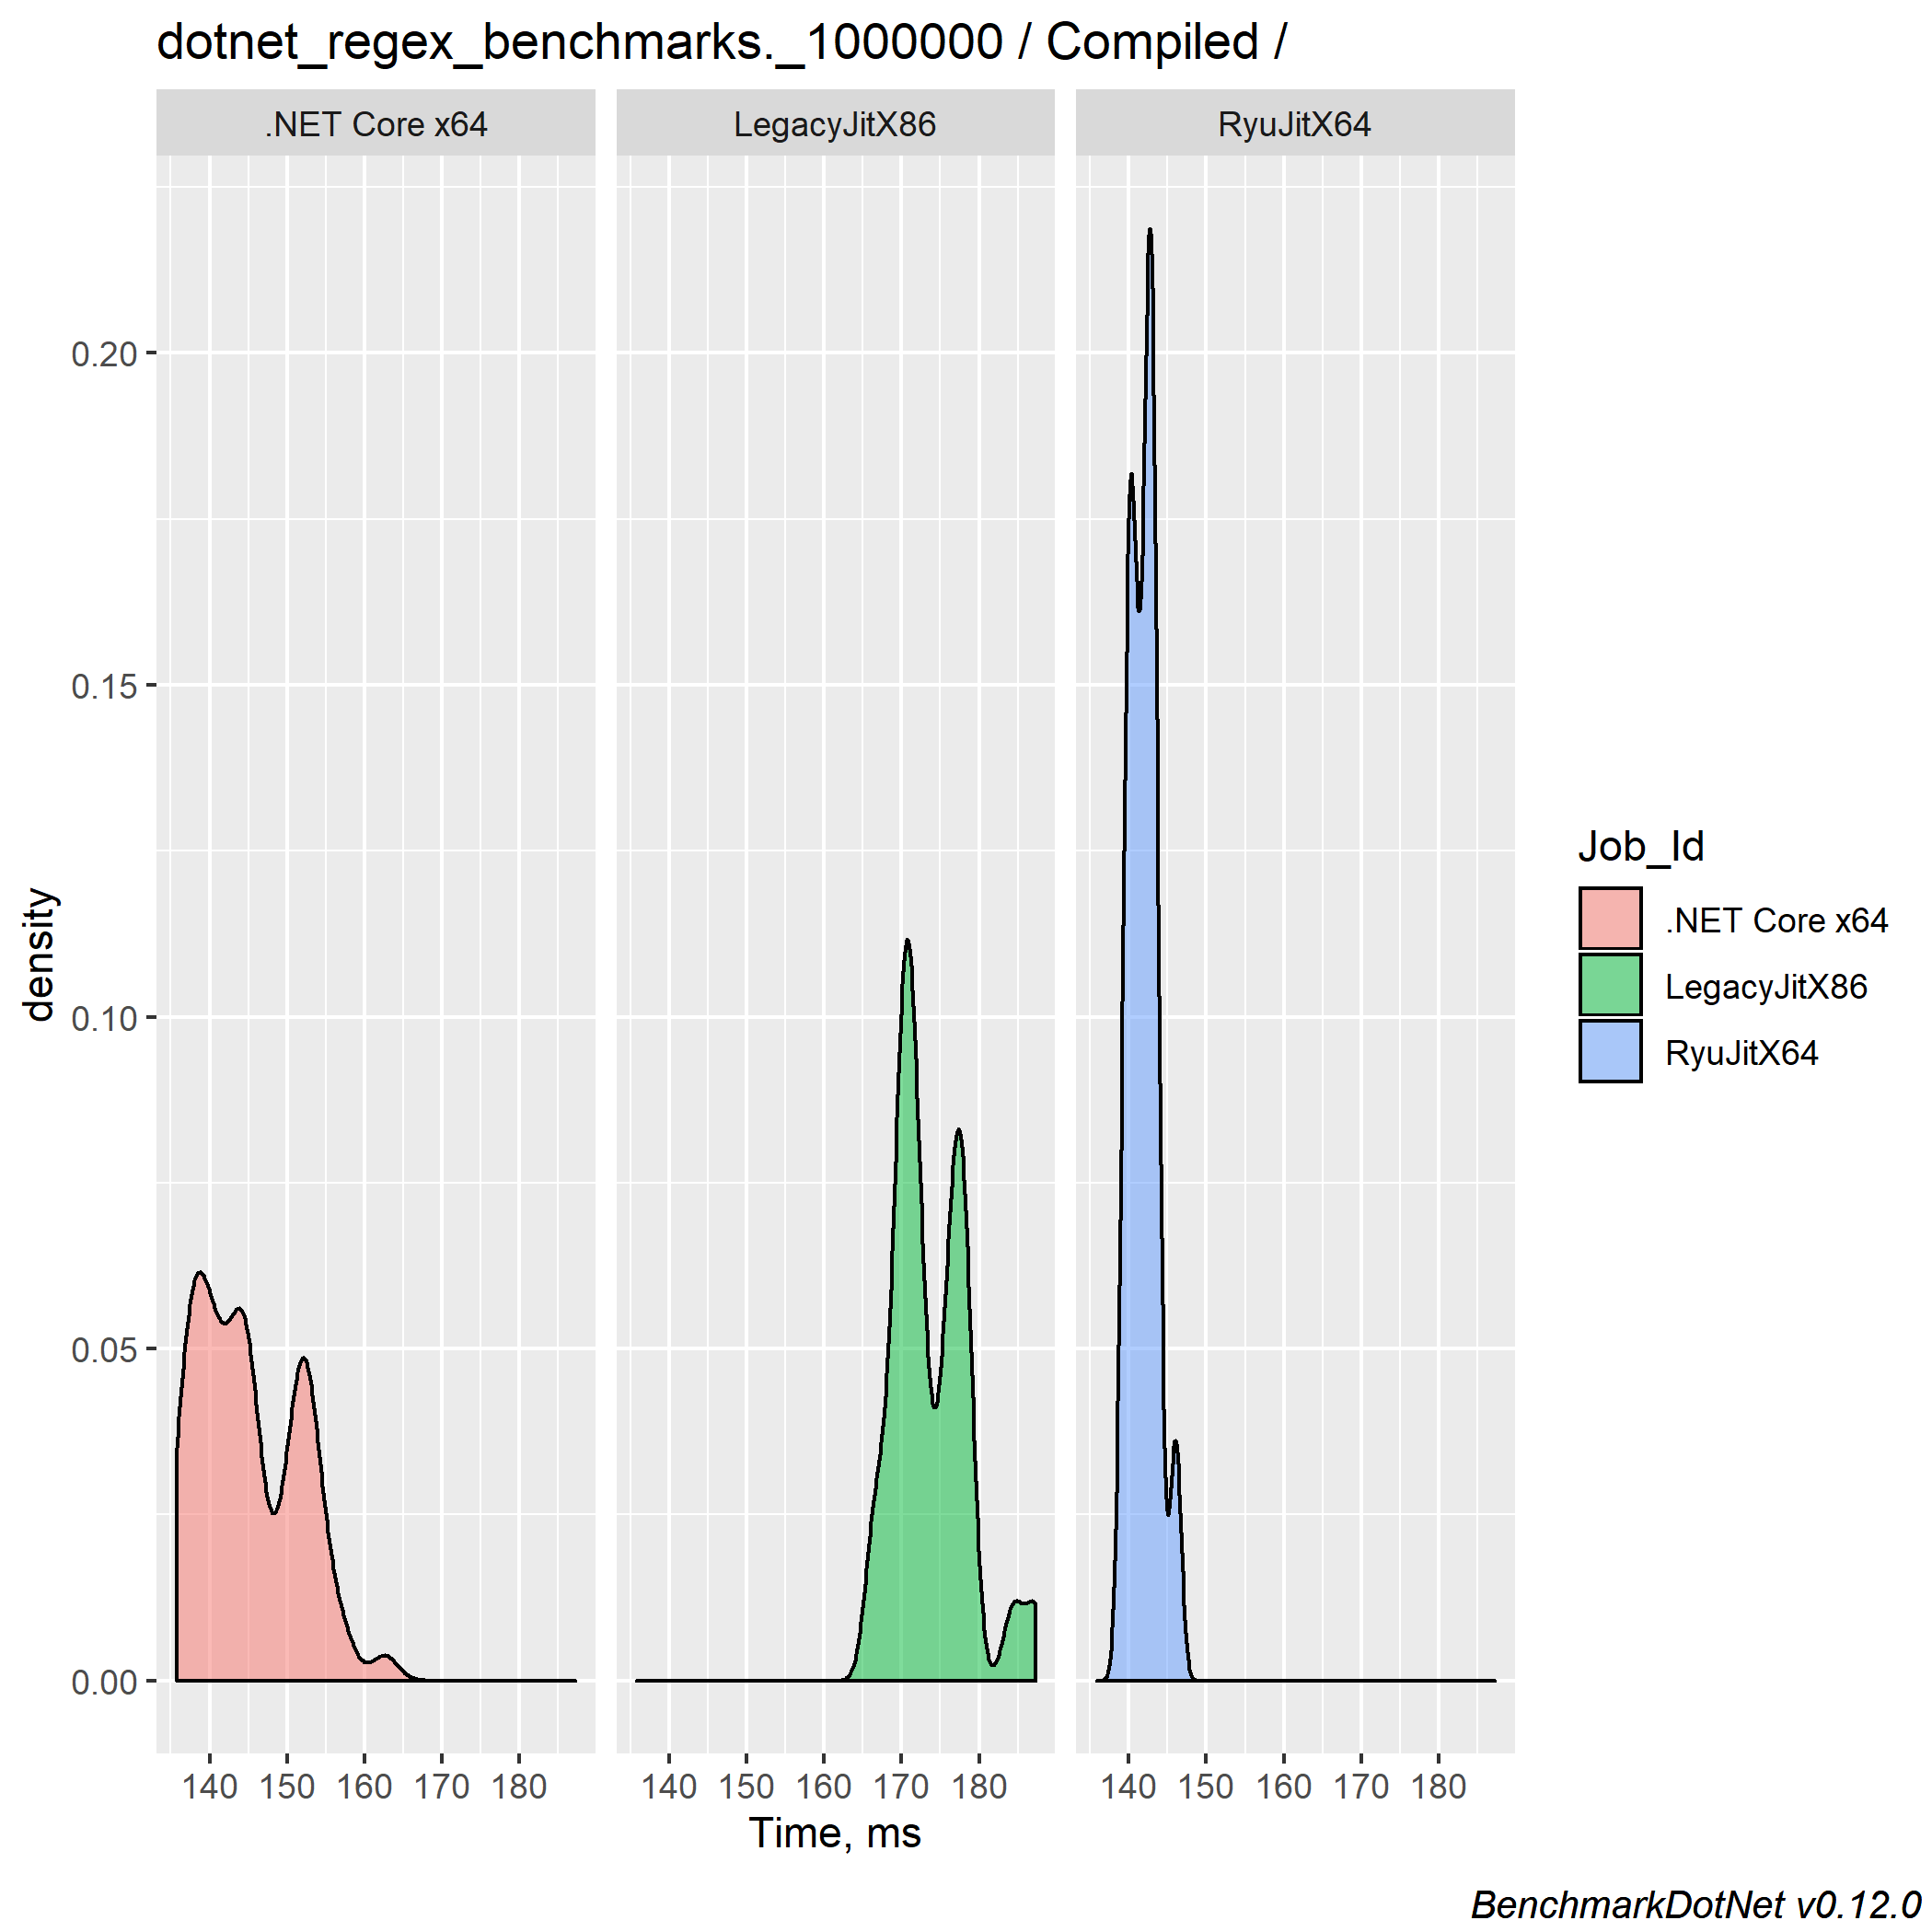 dotnet_regex_benchmarks._1000000 / Compiled /
.NET Core x64 LegacyJitX86 RyuJitX64
0.20
0.15
0.10
0.05
0.00
density
140 150 160 170 180 140 150 160 170 180 140 150 160 170 180
Time, ms
Job_Id
.NET Core x64
LegacyJitX86
RyuJitX64
BenchmarkDotNet v0.12.0